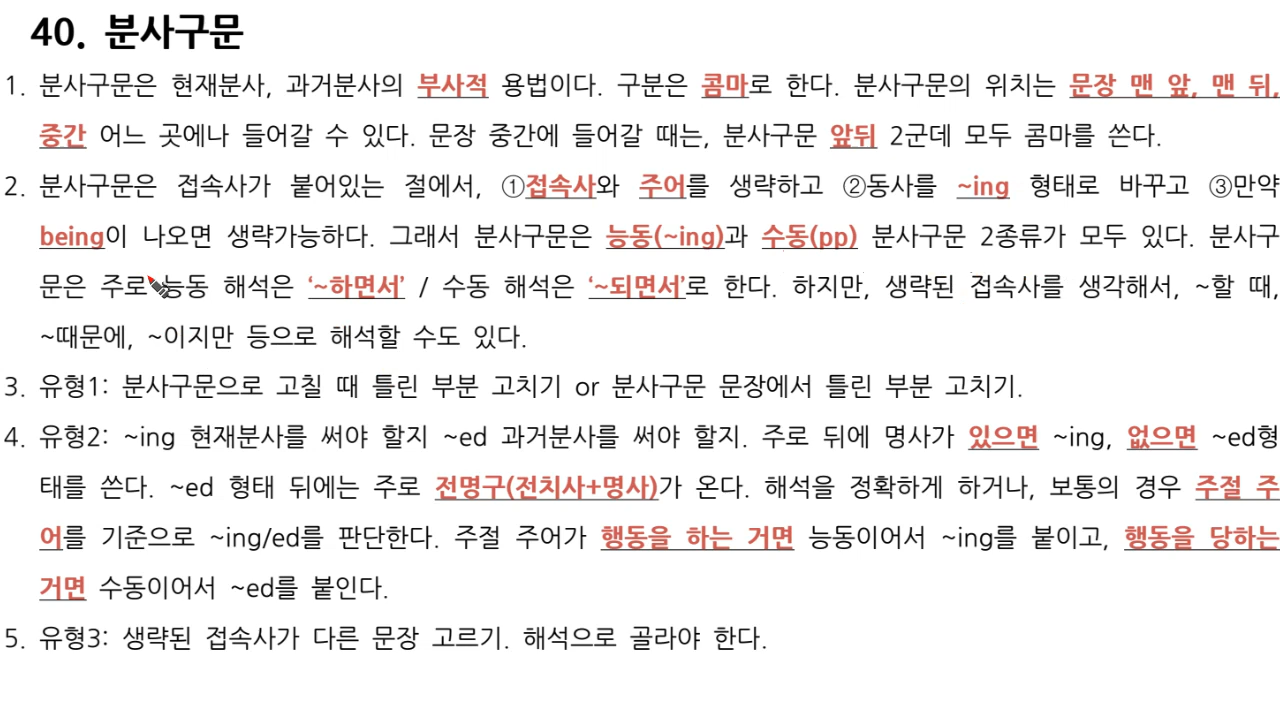 40. 분사구문
1. 분사구문은 현재분사, 과거분사의 부사적 용법이다. 구분은 콤마로 한다. 분사구문의 위치는 문장 맨 앞, 맨 뒤,
중간 어느 곳에나 들어갈 수 있다. 문장 중간에 들어갈 때는, 분사구문 앞뒤 2군데 모두 콤마를 쓴다.
2. 분사구문은 접속사가 붙어있는 절에서, ①접속사와 주어를 생략하고 ②동사를 ~ing 형태로 바꾸고 ③만약
being이 나오면 생략가능하다. 그래서 분사구문은 능동(~ing)과 수동(pp) 분사구문 2종류가 모두 있다. 분사구
문은 주로 능동 해석은 ‘~하면서’ / 수동 해석은 ‘~되면서’로 한다. 하지만, 생략된 접속사를 생각해서, ~할 때,
~때문에, ~이지만 등으로 해석할 수도 있다.
3. 유형1: 분사구문으로 고칠 때 틀린 부분 고치기 or 분사구문 문장에서 틀린 부분 고치기.
4. 유형2: ~ing 현재분사를 써야 할지 ~ed 과거분사를 써야 할지. 주로 뒤에 명사가 있으면 ~ing, 없으면 ~ed형
태를 쓴다. ~ed 형태 뒤에는 주로 전명구(전치사+명사)가 온다. 해석을 정확하게 하거나, 보통의 경우 주절 주
어를 기준으로 ~ing/ed를 판단한다. 주절 주어가 행동을 하는 거면 능동이어서 ~ing를 붙이고, 행동을 당하는
거면 수동이어서 ~ed를 붙인다.
5. 유형3: 생략된 접속사가 다른 문장 고르기. 해석으로 골라야 한다.